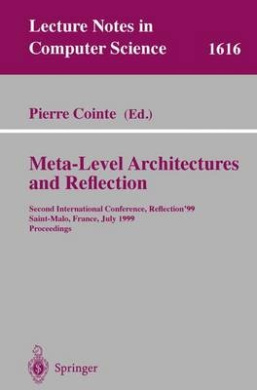 Lecture Notes in
Computer Science 1616
Pierre Cointe (Ed.)
Meta-Level Architectures
and Reflection
Second International Conference, Reflection'99
Saint-Malo, France, July 1999
Proceedings
Springer